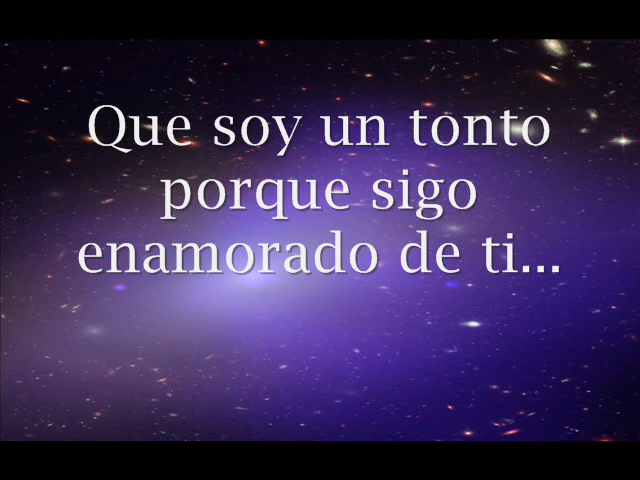 Que soy un tonto
porque sigo
enamorado de ti...